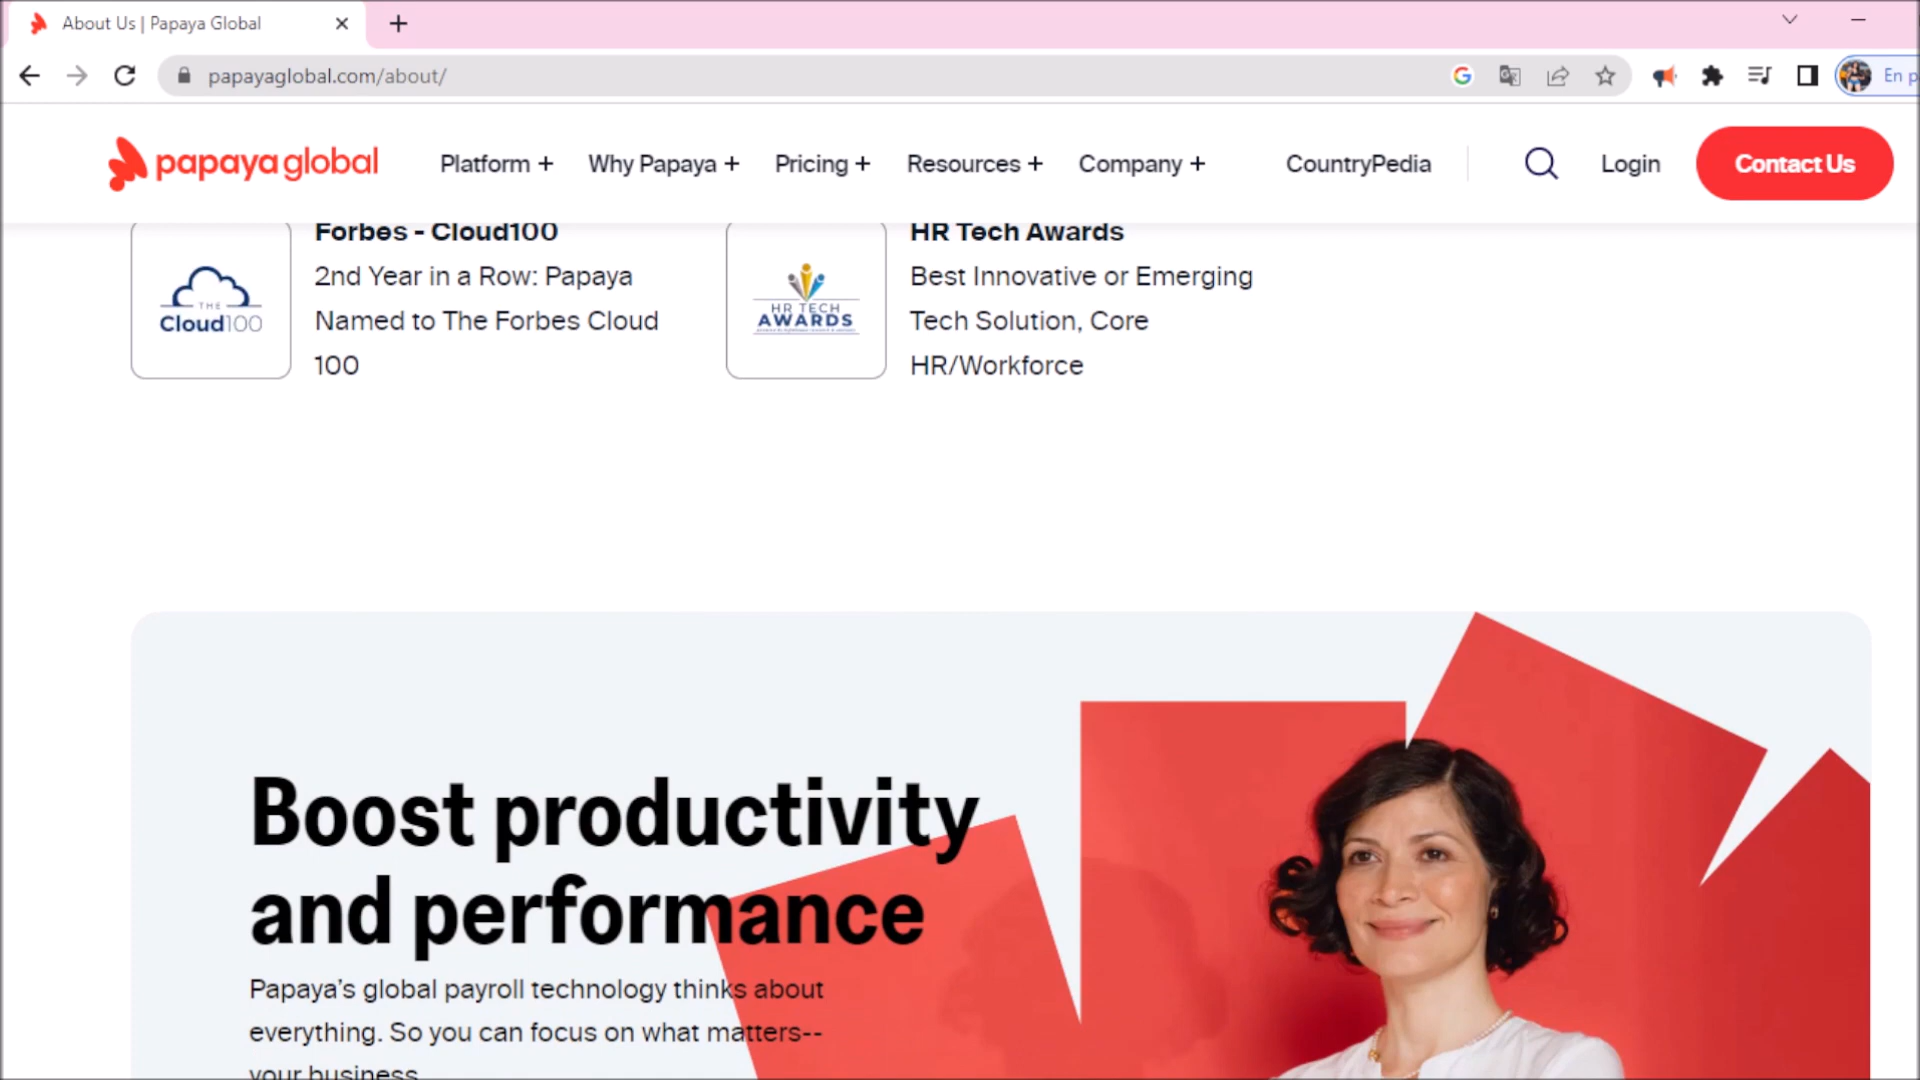 About Us | Papaya Global
papayaglobal.com/about/
En p
papaya global
Platform +
Why Papaya +
Pricing +
Resources +
Company +
CountryPedia
Login
Contact Us
Forbes - Cloud100
2nd Year in a Row: Papaya
Named to The Forbes Cloud
100
THE
Cloud100
HR Tech Awards
Best Innovative or Emerging
Tech Solution, Core
HR/Workforce
HR TECH
AWARDS
Boost productivity
and performance
Papaya’s global payroll technology thinks about
everything. So you can focus on what matters--
your business.